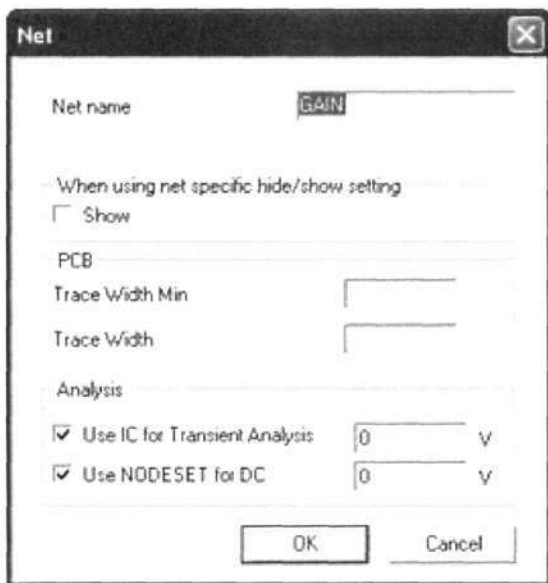 Net
Net name GAIN
When using net specific hide/show setting
Show
PCB
Trace Width Min
Trace Width
Analysis
Use IC for Transient Analysis 0 V
Use NODESET for DC 0 V
OK Cancel